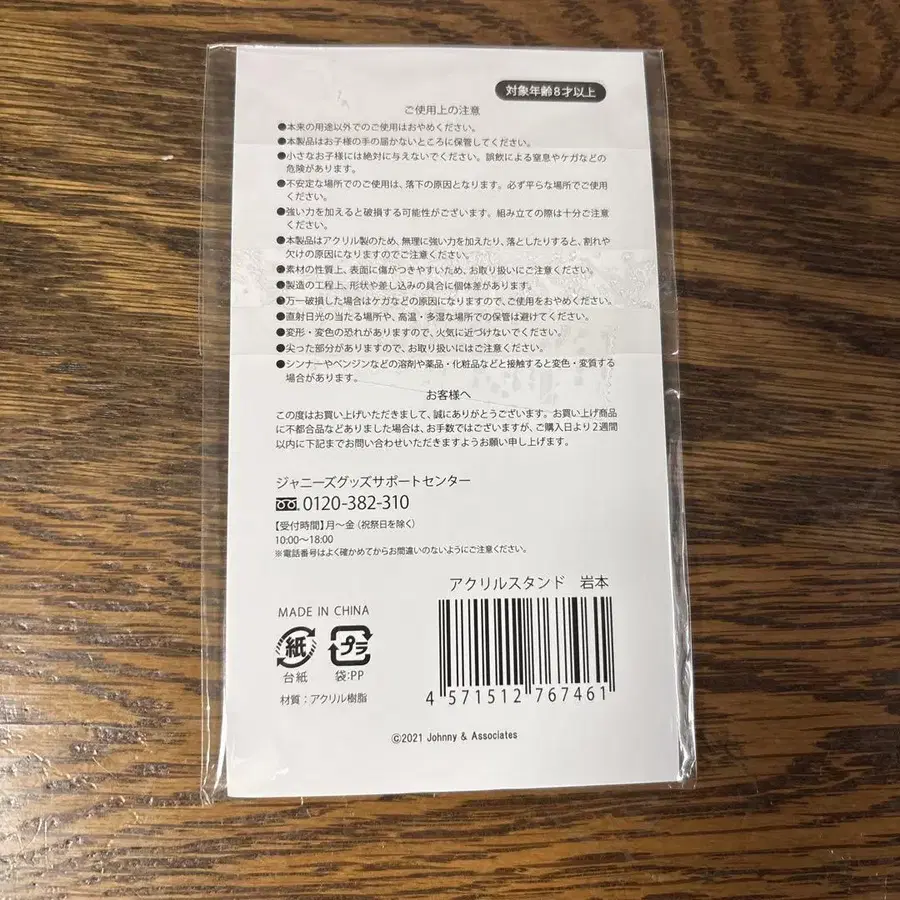 対象年齢8才以上
ご使用上の注意
●本来の用途以外でのご使用はおやめください。
●本製品はお子様の手の届かないところに保管してください。
●小さなお子様には絶対に与えないでください。誤飲による窒息やケガなどの
危険があります。
●不安定な場所でのご使用は、落下の原因となります。必ず平らな場所でご使用
ください。
●強い力を加えると破損する可能性がございます。組み立ての際は十分ご注意
ください。
●本製品はアクリル製のため、無理に強い力を加えたり、落としたりすると、割れや
欠けの原因になりますのでご注意ください。
●素材の性質上、表面に傷がつきやすいため、お取り扱いにご注意ください。
●製造の工程上、形状や差し込みの具合に個体差があります。
●万一破損した場合はケガなどの原因になりますので、ご使用をおやめください。
●直射日光の当たる場所や、高温・多湿な場所での保管は避けてください。
●変形・変色の恐れがありますので、火気に近づけないでください。
●尖った部分がありますので、お取り扱いにはご注意ください。
●シンナーやベンジンなどの溶剤や薬品・化粧品などと接触すると変色・変質する
場合があります。
お客様へ
この度はお買い上げいただきまして、誠にありがとうございます。お買い上げ商品
に不都合品などありました場合は、お手数ではございますが、ご購入日より2週間
以内に下記までお問い合わせいただきますようお願い申し上げます。
ジャニーズグッズサポートセンター
0120-382-310
【受付時間】月～金（祝祭日を除く）
10:00～18:00
※電話番号はよく確かめてからお間違いのないようにご注意ください。
アクリルスタンド 岩本
MADE IN CHINA
紙 プラ
台紙 袋:PP
材質：アクリル樹脂
4 571512 767461
©2021 Johnny & Associates